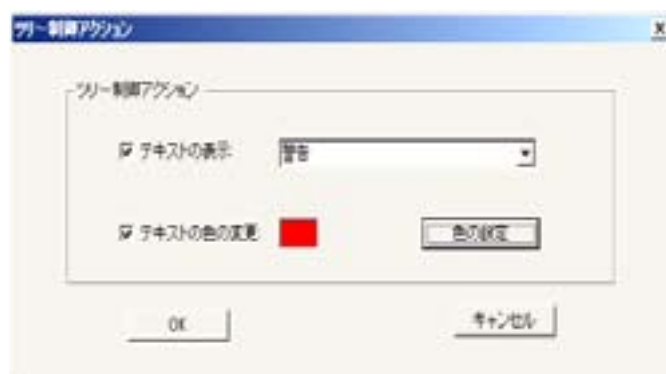 ツリー制御アクション
ツリー制御アクション
テキストの表示
警告
テキストの色の変更
色の設定
OK
キャンセル